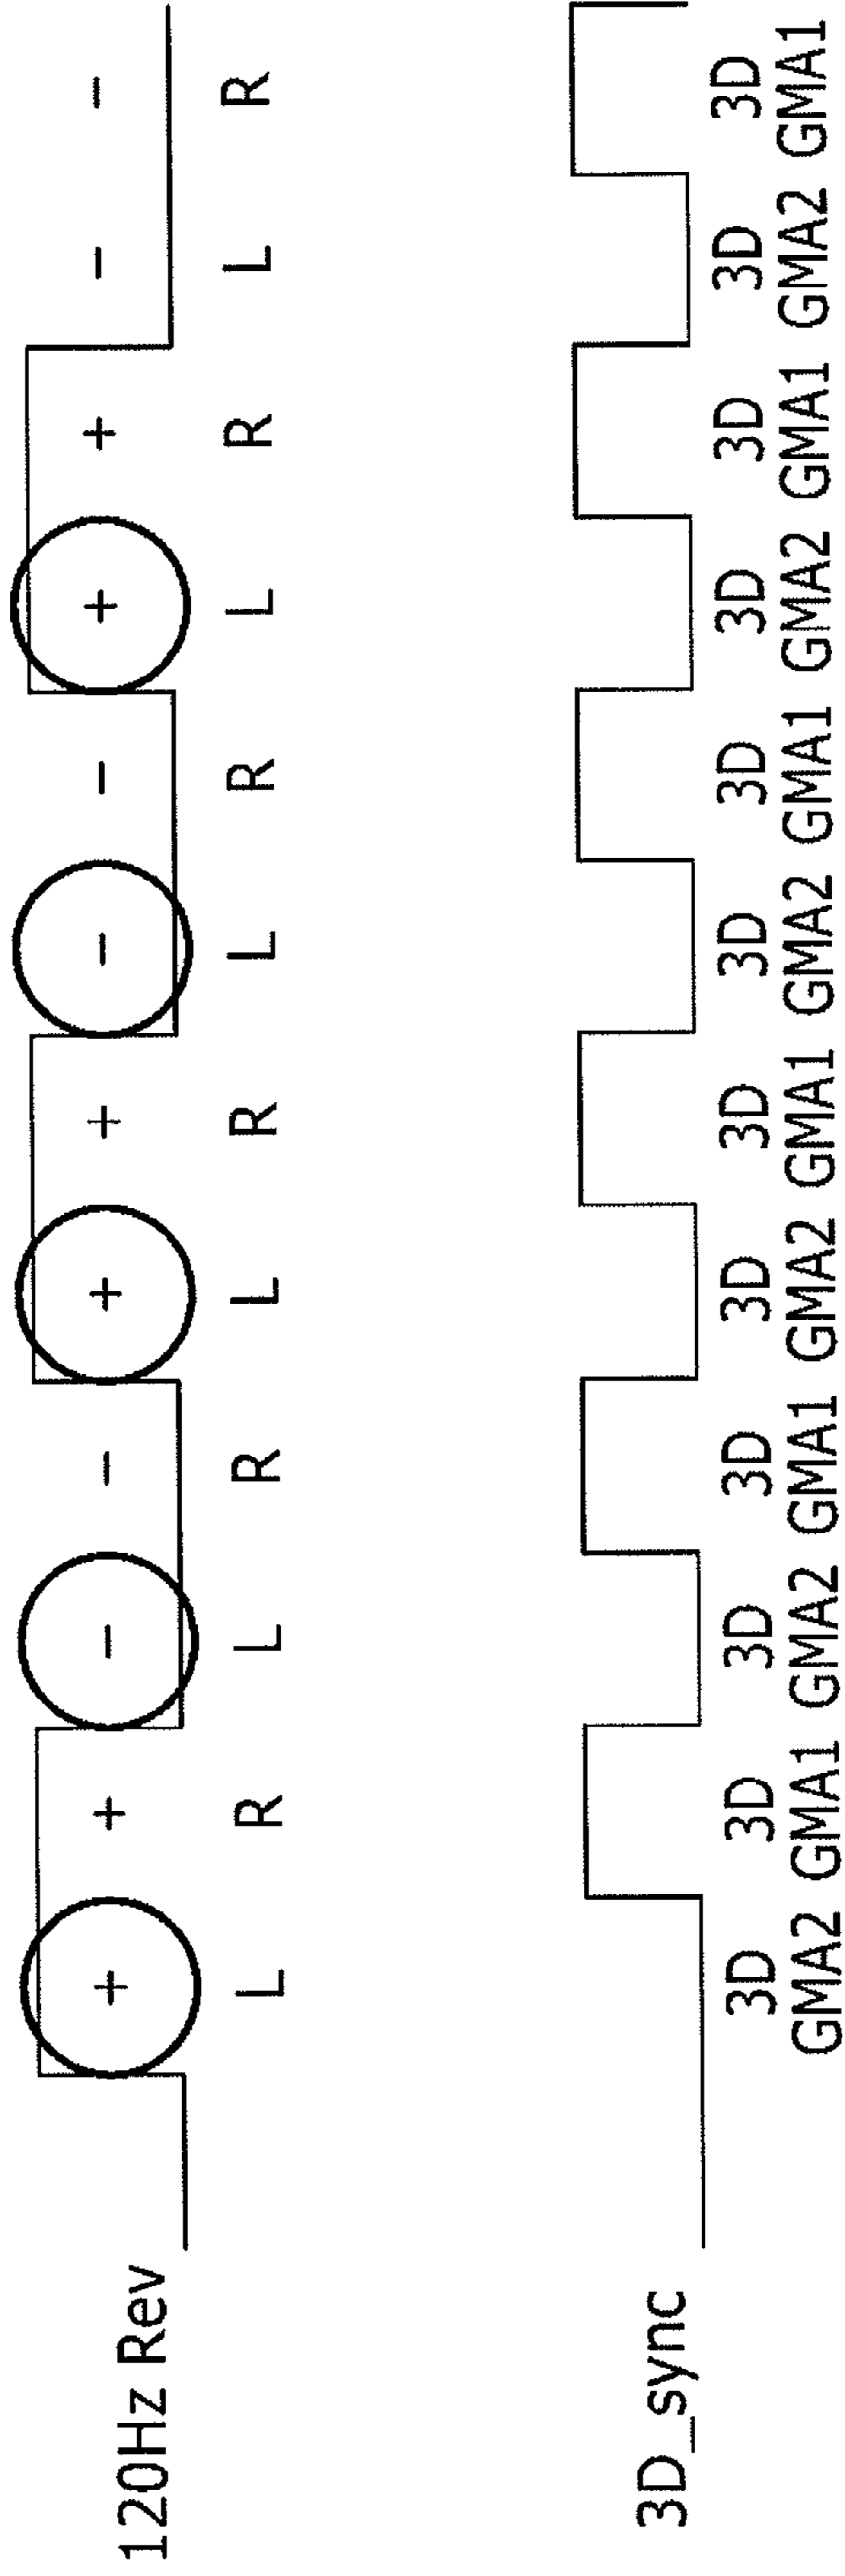 120Hz Rev
+ + - - + + - - + + - -
L R L R L R L R L R L R
3D_sync
3D 3D 3D 3D 3D 3D 3D 3D 3D 3D 3D 3D
GMA2 GMA1 GMA2 GMA1 GMA2 GMA1 GMA2 GMA1 GMA2 GMA1 GMA2 GMA1